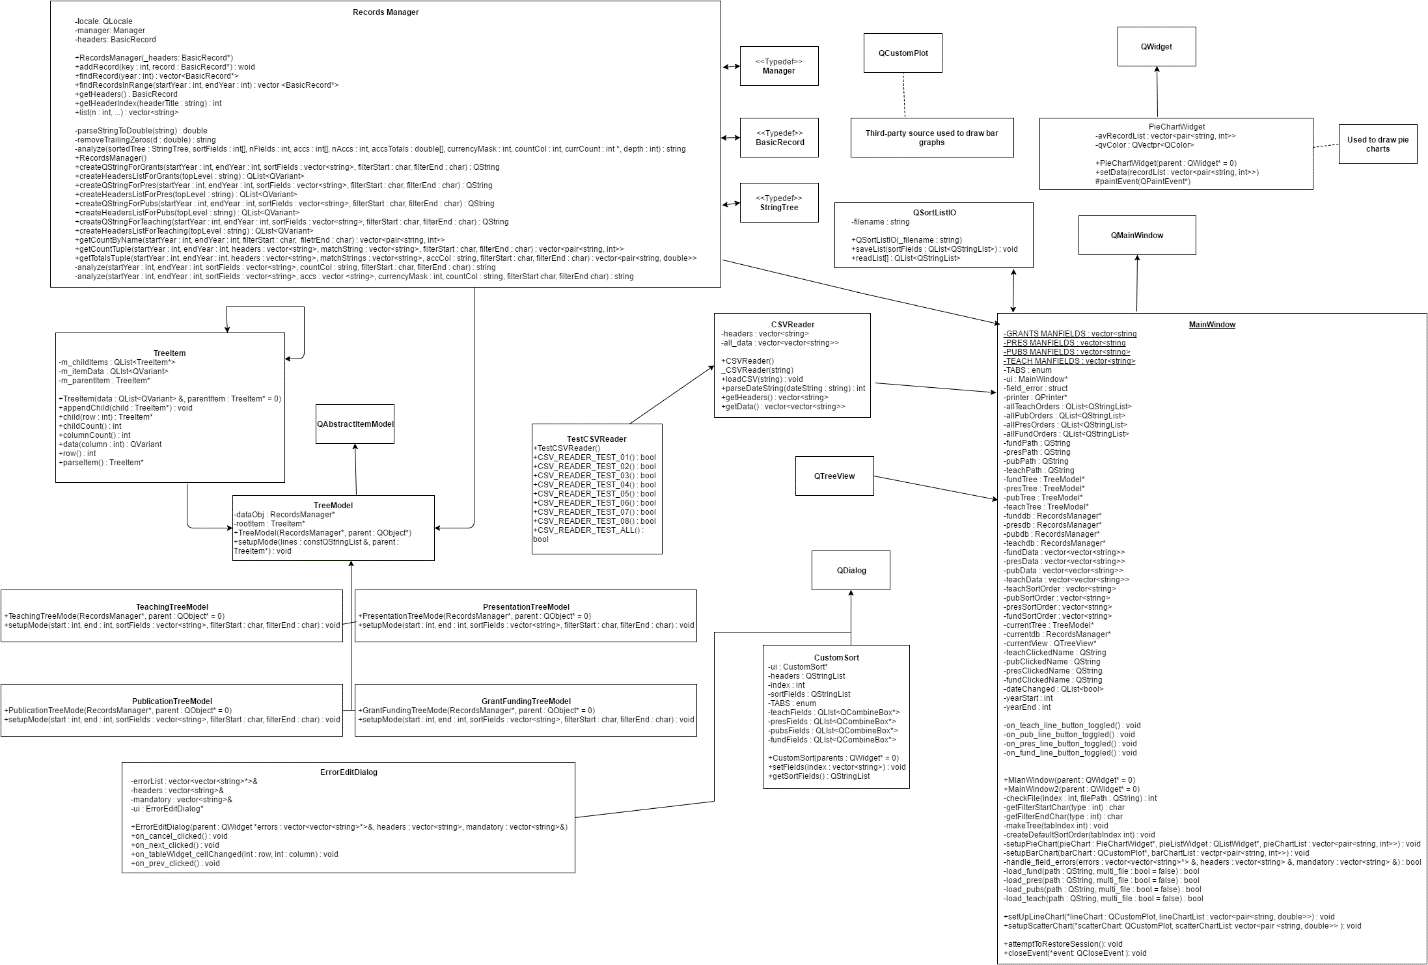 Records Manager
-locale: QLocale
-manager: Manager
-headers: BasicRecord
+RecordsManager(_headers: BasicRecord*)
+addRecord(key : int, record : BasicRecord*) : woid
+findRecord(year : int) : vector<BasicRecord*>
+findRecordsInRange(startYear : int, endYear : int) : vector <BasicRecord*>
+getHeaders() : BasicRecord
+getHeaderIndex(headerTitle : string) : int
+list(n : int, ...) : vector<string>
-parseStringToDouble(string) : double
-removeTrailingZeros(d : double) : string
-analyze(sortedTree : StringTree, sortFields : int[], nFields : int, accs : int[], nAccs : int, accsTotals : double[], currencyMask : int, countCol : int, currCount : int *, depth : int) : string
+RecordsManager()
+createQStringForGrants(startYear : int, endYear : int, sortFields : vector<string>, filterStart : char, filterEnd : char) : QString
+createHeadersListForGrants(topLevel : string) : QList<QVariant>
+createQStringForPres(startYear : int, endYear : int, sortFields : vector<string>, filterStart : char, filterEnd : char) : QString
+createHeadersListForPres(topLevel : string) : QList<QVariant>
+createQStringForPubs(startYear : int, endYear : int, sortFields : vector<string>, filterStart : char, filterEnd : char) : QString
+createHeadersListForPubs(topLevel : string) : QList<QVariant>
+createQStringForTeaching(startYear : int, endYear : int, sortFields : vector<string>, filterStart : char, filterEnd : char) : QString
+createHeadersListForTeaching(topLevel : string) : QList<QVariant>
+getCountByName(startYear : int, endYear : int, filterStart : char, filetrEnd : char) : vector<pair<string, int>>
+getCountTuple(startYear : int, endYear : int, headers : vector<string>, matchString : vector<string>, filterStart : char, filterEnd : char) : vector<pair<string, int>>
+getTotalsTuple(startYear : int, endYear : int, headers : vector<string>, matchStrings : vector<string>, accCol : string, filterStart : char, filterEnd : char) : vector<pair<string, double>>
-analyze(startYear : int, endYear : int, sortFields : vector<string>, countCol : string, filterStart : char, filterEnd : char) : string
-analyze(startYear : int, endYear : int, sortFields : vector<string>, accs : vector <string>, currencyMask : int, countCol : string, filterStart char, filterEnd char) : string
<<Typedef>>
Manager
<<Typedef>>
BasicRecord
<<Typedef>>
StringTree
QCustomPlot
Third-party source used to draw bar
graphs
QWidget
PieChartWidget
-avRecordList : vector<pair<string, int>>
-qvColor : QVectpr<QColor>
+PieChartWidget(parent : QWidget* = 0)
+setData(recordList : vector<pair<string, int>>)
#paintEvent(QPaintEvent*)
Used to draw pie
charts
QSortListIO
-filename : string
+QSortListIO(_filename : string)
+saveList(sortFields : QList<QStringList>) : void
+readList[] : QList<QStringList>
QMainWindow
TreeItem
-m_childItems : QList<TreeItem*>
-m_itemData : QLIst<QVariant>
-m_parentItem : TreeItem*
+TreeItem(data : QList<QVariant> &, parentItem : TreeItem* = 0)
+appendChild(child : TreeItem*) : void
+child(row : int) : TreeItem*
+childCount() : int
+columnCount() : int
+data(column : int) : QVariant
+row() : int
+parseItem() : TreeItem*
QAbstractItemModel
TreeModel
-dataObj : RecordsManager*
-rootItem : TreeItem*
+TreeModel(RecordsManager*, parent : QObject*)
+setupMode(lines : constQStringList &, parent :
TreeItem*) : void
CSVReader
-headers : vector<string>
-all_data : vector<vector<string>>
+CSVReader()
_CSVReader(string)
+loadCSV(string) : void
+parseDateString(dateString : string) : int
+getHeaders() : vector<string>
+getData() : vector<vector<string>>
TestCSVReader
+TestCSVReader()
+CSV_READER_TEST_01() : bool
+CSV_READER_TEST_02() : bool
+CSV_READER_TEST_03() : bool
+CSV_READER_TEST_04() : bool
+CSV_READER_TEST_05() : bool
+CSV_READER_TEST_06() : bool
+CSV_READER_TEST_07() : bool
+CSV_READER_TEST_08() : bool
+CSV_READER_TEST_ALL() :
bool
QTreeView
QDialog
TeachingTreeModel
+TeachingTreeMode(RecordsManager*, parent : QObject* = 0)
+setupMode(start : int, end : int, sortFields : vector<string>, filterStart : char, filterEnd : char) : void
PresentationTreeModel
+PresentationTreeMode(RecordsManager*, parent : QObject* = 0)
+setupMode(start : int, end : int, sortFields : vector<string>, filterStart : char, filterEnd : char) : void
PublicationTreeModel
+PublicationTreeMode(RecordsManager*, parent : QObject* = 0)
+setupMode(start : int, end : int, sortFields : vector<string>, filterStart : char, filterEnd : char) : void
GrantFundingTreeModel
+GrantFundingTreeMode(RecordsManager*, parent : QObject* = 0)
+setupMode(start : int, end : int, sortFields : vector<string>, filterStart : char, filterEnd : char) : void
CustomSort
-ui : CustomSort*
-headers : QStringList
-index : int
-sortFields : QStringList
-TABS : enum
-teachFields : QLIst<QCombineBox*>
-presFields : QLIst<QCombineBox*>
-pubsFields : QLIst<QCombineBox*>
-fundFields : QLIst<QCombineBox*>
+CustomSort(parents : QWidget* = 0)
+setFields(index : vector<string>) : void
+getSortFields() : QStringList
ErrorEditDialog
-errorList : vector<vector<string>*>&
-headers : vector<string>&
-mandatory : vector<string>&
-ui : ErrorEditDialog*
+ErrorEditDialog(parent : QWidget *errors : vector<vector<string>*>&, headers : vector<string>, mandatory : vector<string>&)
+on_cancel_clicked() : void
+on_next_clicked() : void
+on_tableWidget_cellChanged(int : row, int : column) : void
+on_prev_clicked() : void
MainWindow
-GRANTS MANFIELDS : vector<string
-PRES MANFIELDS : vector<string
-PUBS MANFIELDS : vector<string>
-TEACH MANFIELDS : vector<string>
-TABS : enum
-ui : MainWindow*
-field_error : struct
-printer : QPrinter*
-allTeachOrders : QList<QStringList>
-allPubOrders : QList<QStringList>
-allPresOrders : QList<QStringList>
-allFundOrders : QList<QStringList>
-fundPath : QString
-presPath : QString
-pubPath : QString
-teachPath : QString
-fundTree : TreeModel*
-presTree : TreeModel*
-pubTree : TreeModel*
-teachTree : TreeModel*
-funddb : RecordsManager*
-presdb : RecordsManager*
-pubdb : RecordsManager*
-teachdb : RecordsManager*
-fundData : vector<vector<string>>
-presData : vector<vector<string>>
-pubData : vector<vector<string>>
-teachData : vector<vector<string>>
-teachSortOrder : vector<string>
-pubSortOrder : vector<string>
-presSortOrder : vector<string>
-fundSortOrder : vector<string>
-currentTree : TreeModel*
-currentdb : RecordsManager*
-currentView : QTreeView*
-teachClickedName : QString
-pubClickedName : QString
-presClickedName : QString
-fundClickedName : QString
-dateChanged : QList<bool>
-yearStart : int
-yearEnd : int
-on_teach_line_button_toggled() : void
-on_pub_line_button_toggled() : void
-on_pres_line_button_toggled() : void
-on_fund_line_button_toggled() : void
+MianWindow(parent : QWidget* = 0)
+MainWindow2(parent : QWidget* = 0)
-checkFile(index : int, filePath : QString) : int
-getFilterStartChar(type : int) : char
-getFilterEnd(type : int) : char
-makeTree(tabIndex int) : void
-createDefaultSortOrder(tabIndex int) : void
-setupPieChart(pieChart : PieChartWidget*, pieListWidget : QListWidget*, pieChartList : vector<pair<string, int>>) : void
-setupBarChart(barChart : QCustomPlot*, barChartList : vector<pair<string, int>>): void
-handle_field_errors(errors : vector<vector<string>*> &, headers : vector<string> &, mandatory : vector<string> &) : bool
-load_fund(path : QString, multi_file : bool = false) : bool
-load_pres(path : QString, multi_file : bool = false) : bool
-load_pubs(path : QString, multi_file : bool = false) : bool
-load_teach(path : QString, multi_file : bool = false) : bool
+setUpLineChart(*lineChart : QCustomPlot, lineChartList : vector<pair<string, double>>) : void
+setupScatterChart(*scatterChart: QCustomPlot, scatterChartList: vector<pair <string, double>> ): void
+attemptToRestoreSession(): void
+closeEvent(*event: QCloseEvent ): void